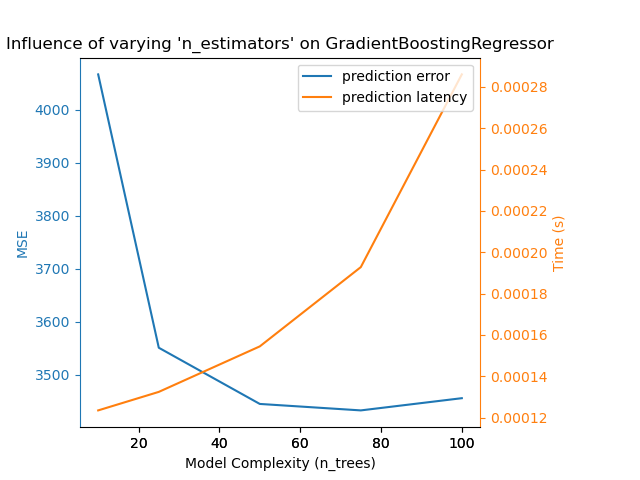 Influence of varying 'n_estimators' on GradientBoostingRegressor
prediction error
prediction latency
MSE
4000
3900
3800
3700
3600
3500
0.00028
0.00026
0.00024
0.00022
0.00020
0.00018
0.00016
0.00014
0.00012
Time (s)
20 40 60 80 100
Model Complexity (n_trees)